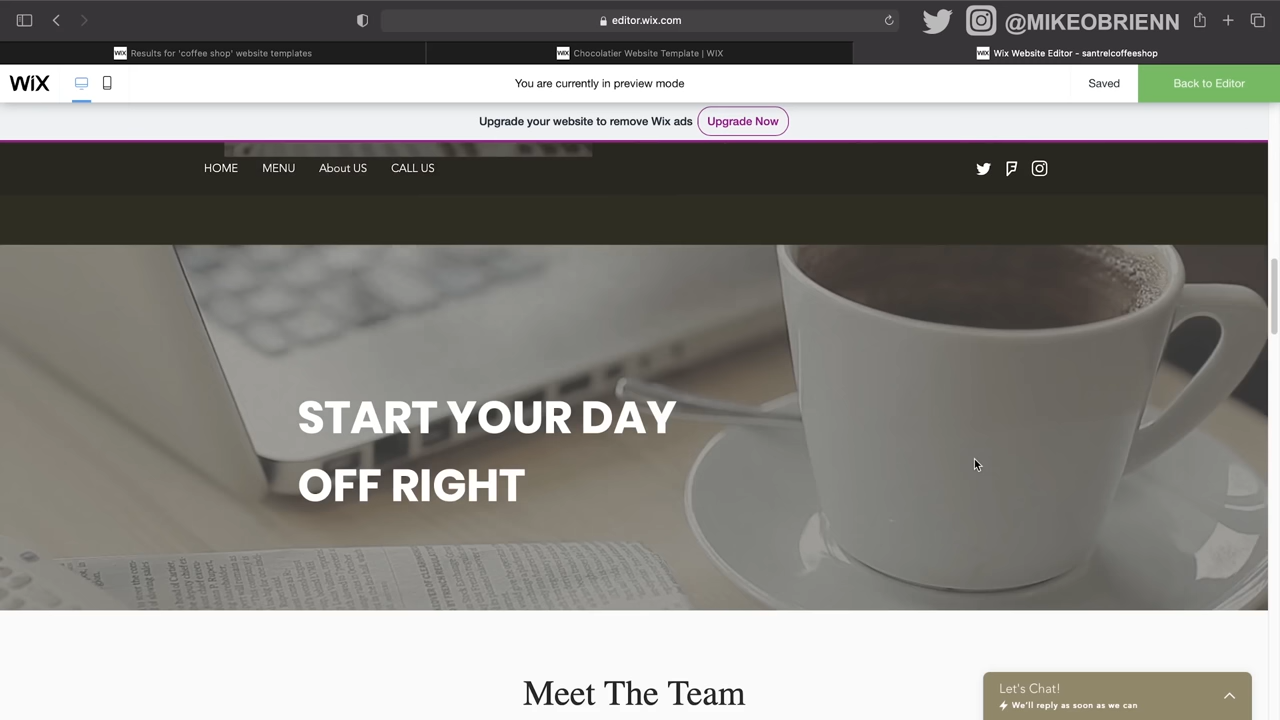 editor.wix.com
@MIKEOBRIENN
WiX Results for 'coffee shop' website templates
WiX Chocolatier Website Template | WIX
WiX Wix Website Editor - santrelcoffeeshop
WiX
You are currently in preview mode
Saved
Back to Editor
Upgrade your website to remove Wix ads
Upgrade Now
HOME
MENU
About US
CALL US
START YOUR DAY
OFF RIGHT
Meet The Team
Let's Chat!
We'll reply as soon as we can